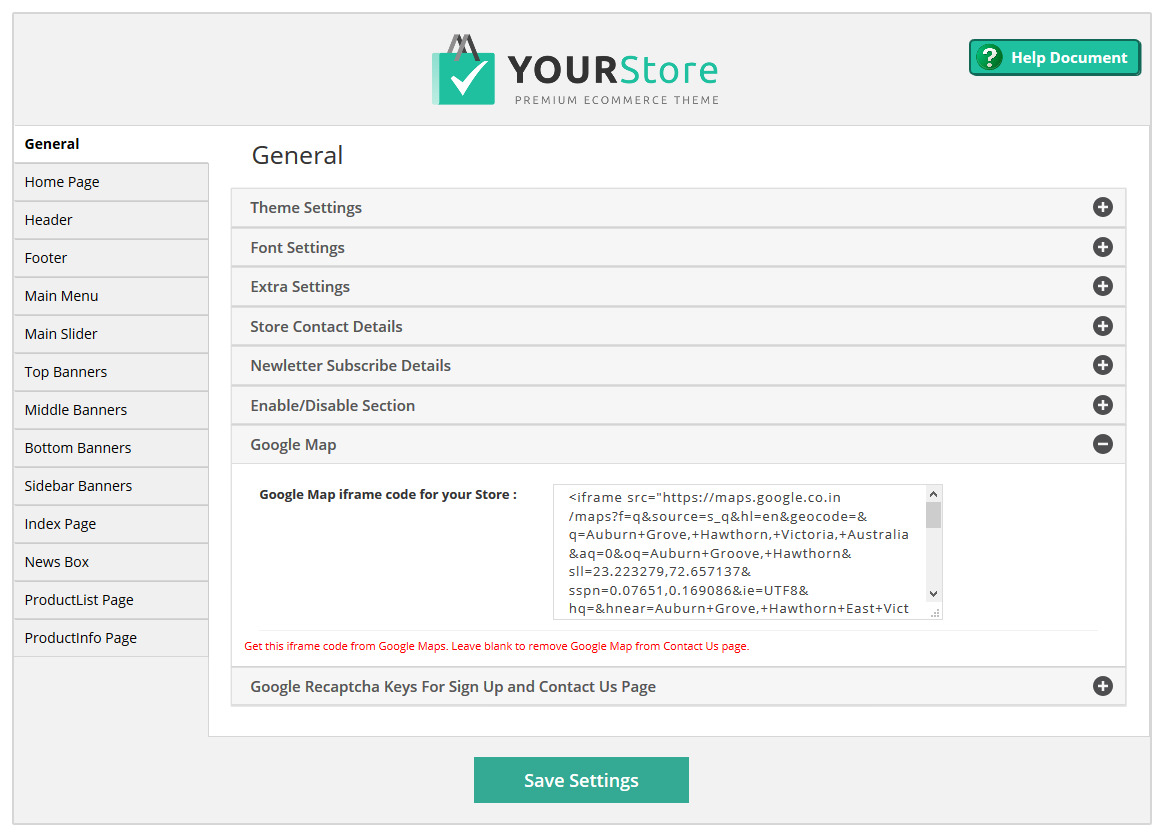 YOURStore
PREMIUM ECOMMERCE THEME
? Help Document
General
Home Page
Header
Footer
Main Menu
Main Slider
Top Banners
Middle Banners
Bottom Banners
Sidebar Banners
Index Page
News Box
ProductList Page
ProductInfo Page
General
Theme Settings
Font Settings
Extra Settings
Store Contact Details
Newletter Subscribe Details
Enable/Disable Section
Google Map
Google Map iframe code for your Store :
<iframe src="https://maps.google.co.in
/maps?f=q&source=s_q&hl=en&geocode=&
q=Auburn+Grove,+Hawthorn,+Victoria,+Australia
&aq=0&oq=Auburn+Groove,+Hawthorn&
sll=23.223279,72.657137&
sspn=0.07651,0.169086&ie=UTF8&
hq=&hnear=Auburn+Grove,+Hawthorn+East+Vict
Get this iframe code from Google Maps. Leave blank to remove Google Map from Contact Us page.
Google Recaptcha Keys For Sign Up and Contact Us Page
Save Settings